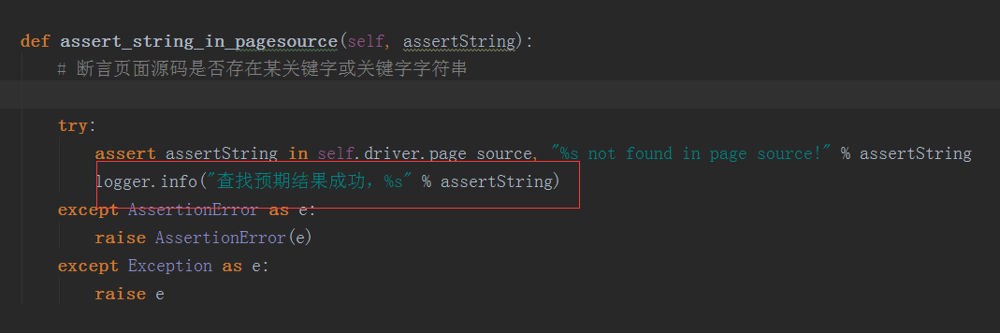 def assert_string_in_pagesource(self, assertString):
# 断言页面源码是否存在某关键字或关键字字符串
try:
assert assertString in self.driver.page_source, "%s not found in page source!" % assertString
logger.info("查找预期结果成功，%s" % assertString)
except AssertionError as e:
raise AssertionError(e)
except Exception as e:
raise e